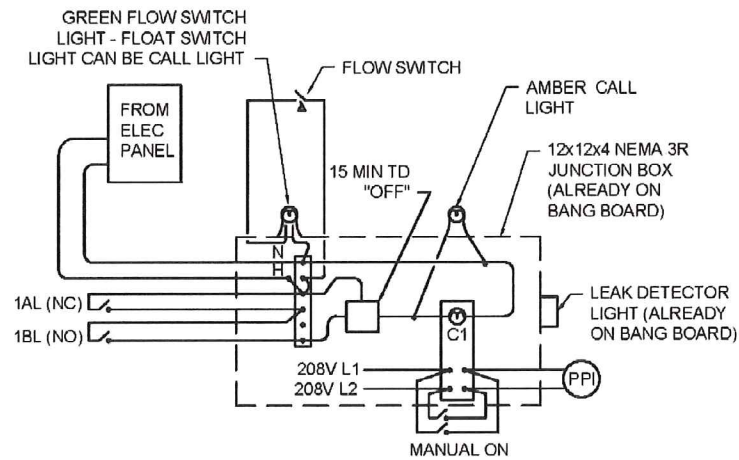 GREEN FLOW SWITCH
LIGHT - FLOAT SWITCH
LIGHT CAN BE CALL LIGHT
FLOW SWITCH
AMBER CALL
LIGHT
FROM
ELEC
PANEL
15 MIN TD
"OFF"
12x12x4 NEMA 3R
JUNCTION BOX
(ALREADY ON
BANG BOARD)
N
H
1AL (NC)
1BL (NO)
C1
LEAK DETECTOR
LIGHT (ALREADY
ON BANG BOARD)
208V L1
208V L2
PPI
MANUAL ON